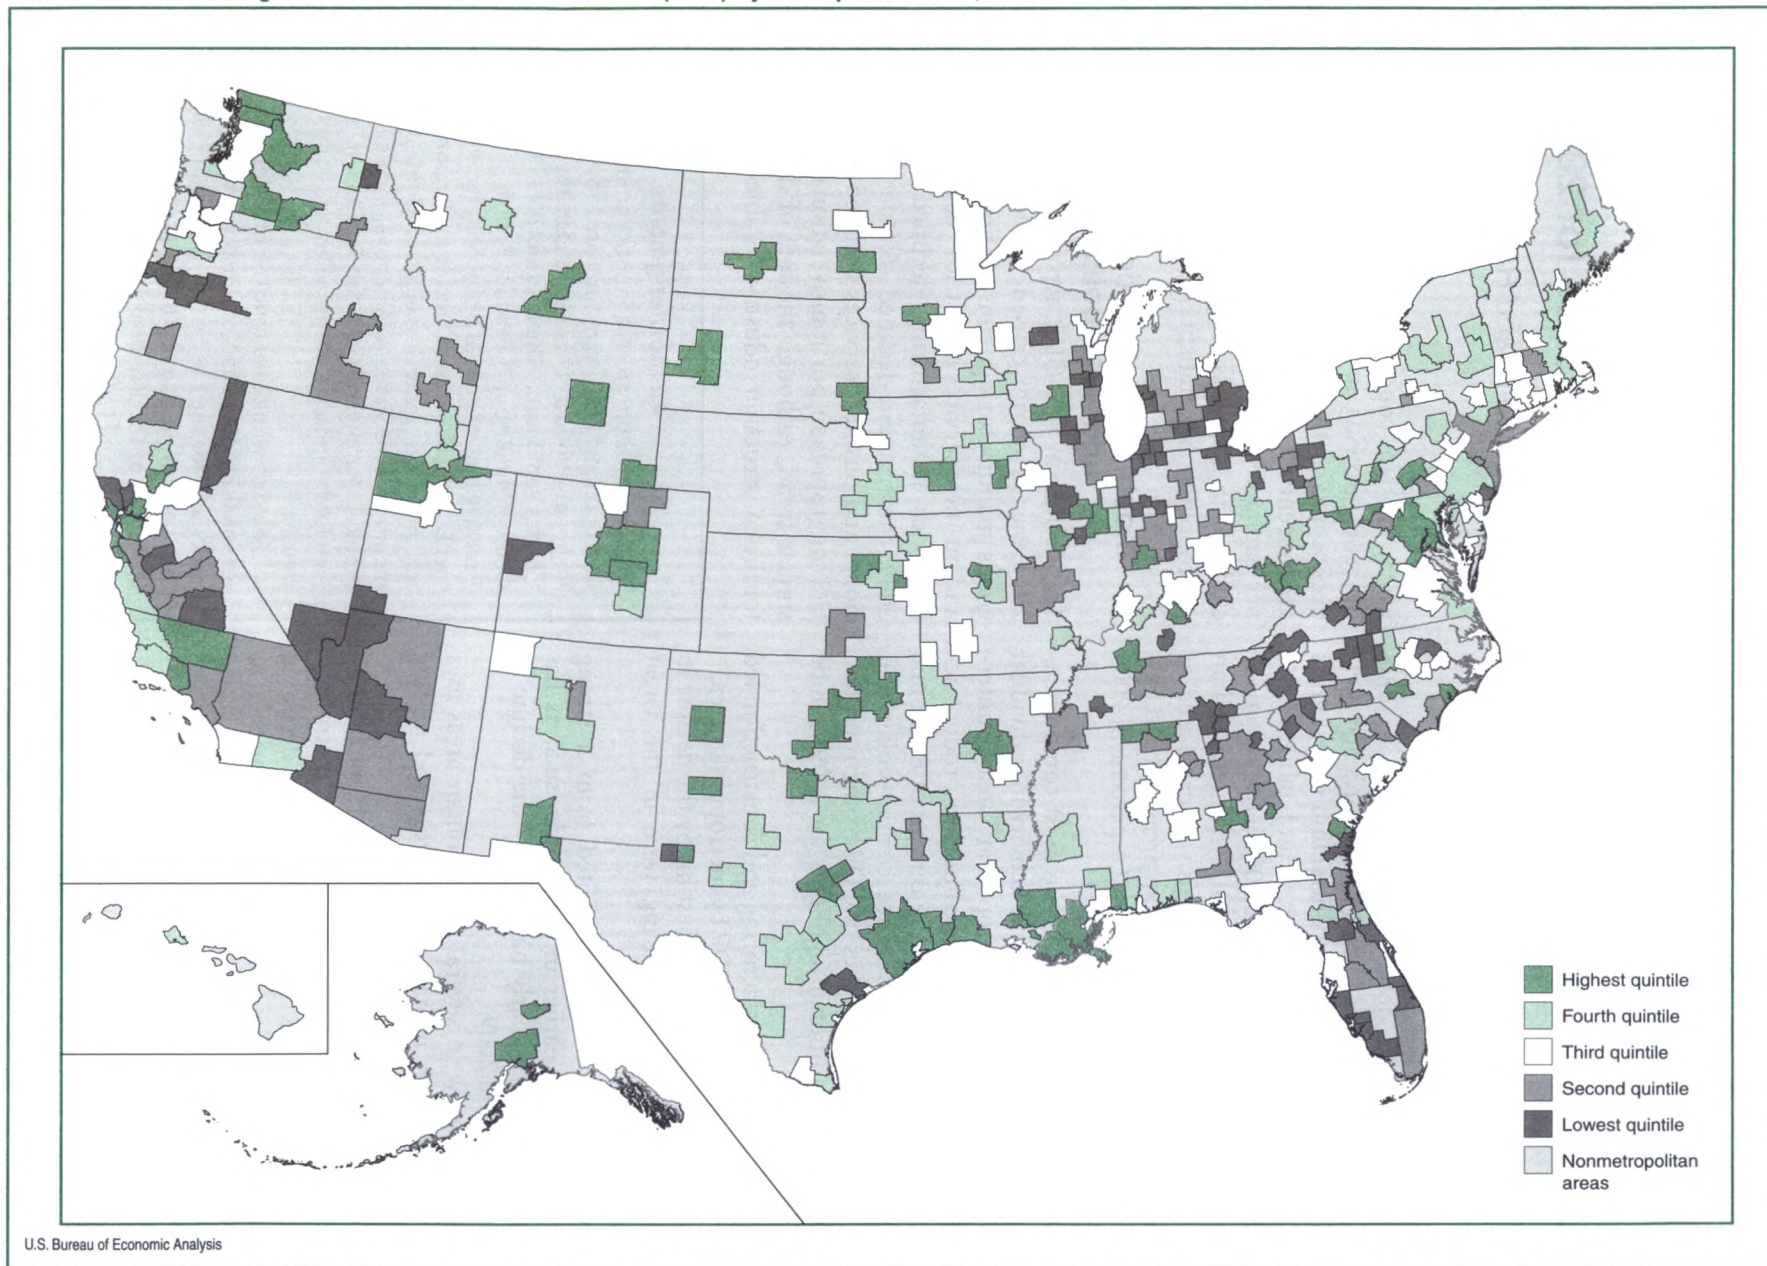 Highest quintile
Fourth quintile
Third quintile
Second quintile
Lowest quintile
Nonmetropolitan
areas
U.S. Bureau of Economic Analysis